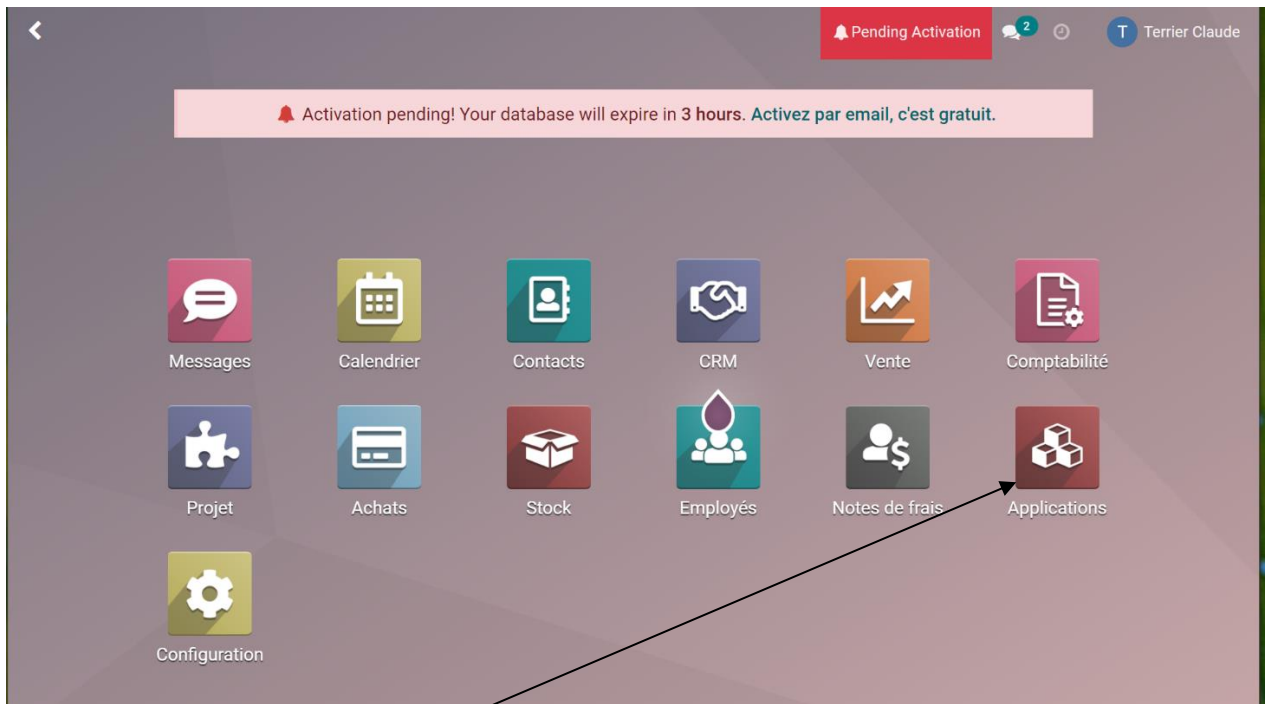 Pending Activation 2 T Terrier Claude
Activation pending! Your database will expire in 3 hours. Activez par email, c'est gratuit.
Messages Calendrier Contacts CRM Vente Comptabilité
Projet Achats Stock Employés Notes de frais Applications
Configuration